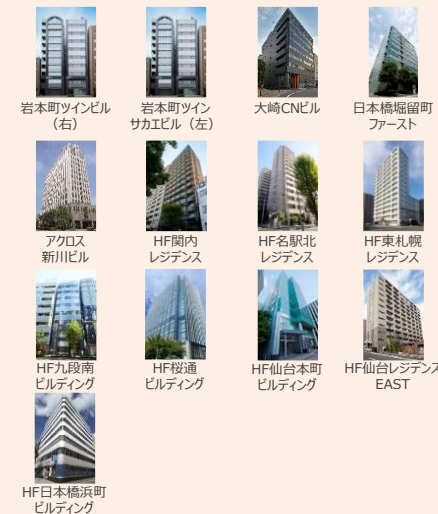 岩本町ツインビル
（右）
岩本町ツイン
サカエビル（左）
大崎CNビル
日本橋堀留町
ファースト
アクロス
新川ビル
HF関内
レジデンス
HF名駅北
レジデンス
HF東札幌
レジデンス
HF九段南
ビルディング
HF桜通
ビルディング
HF仙台本町
ビルディング
HF仙台レジデンス
EAST
HF日本橋浜町
ビルディング